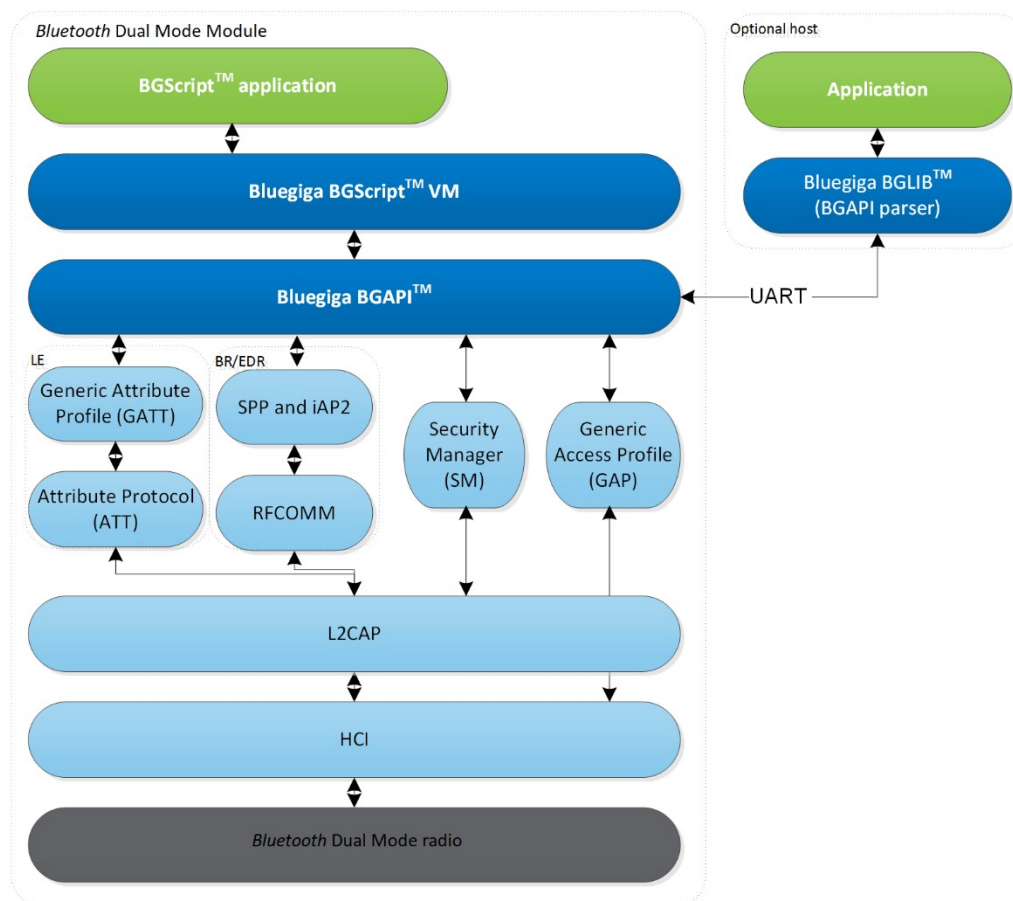 Bluetooth Dual Mode Module
Optional host
BGScript™ application
Application
Bluegiga BGScript™ VM
Bluegiga BGLIB™
(BGAPI parser)
Bluegiga BGAPI™
UART
LE
BR/EDR
Generic Attribute
Profile (GATT)
SPP and iAP2
Security
Manager
(SM)
Generic
Access Profile
(GAP)
Attribute Protocol
(ATT)
RFCOMM
L2CAP
HCI
Bluetooth Dual Mode radio